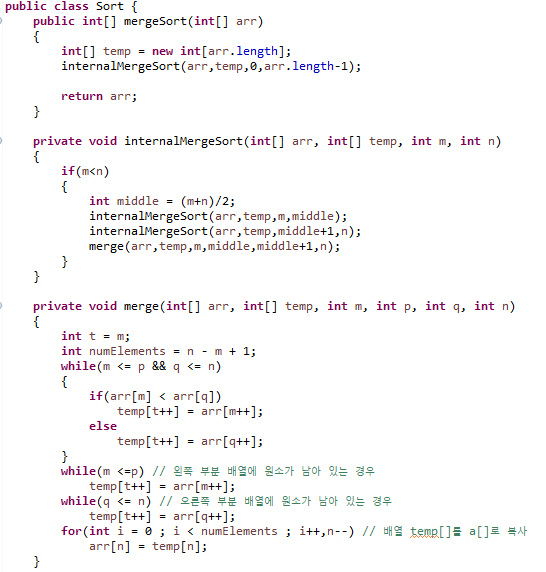 public class Sort {
    public int[] mergeSort(int[] arr)
    {
        int[] temp = new int[arr.length];
        internalMergeSort(arr,temp,0,arr.length-1);

        return arr;
    }

    private void internalMergeSort(int[] arr, int[] temp, int m, int n)
    {
        if(m<n)
        {
            int middle = (m+n)/2;
            internalMergeSort(arr,temp,m,middle);
            internalMergeSort(arr,temp,middle+1,n);
            merge(arr,temp,m,middle,middle+1,n);
        }
    }

    private void merge(int[] arr, int[] temp, int m, int p, int q, int n)
    {
        int t = m;
        int numElements = n - m + 1;
        while(m <= p && q <= n)
        {
            if(arr[m] < arr[q])
                temp[t++] = arr[m++];
            else
                temp[t++] = arr[q++];
        }
        while(m <=p) // 왼쪽 부분 배열에 원소가 남아 있는 경우
            temp[t++] = arr[m++];
        while(q <= n) // 오른쪽 부분 배열에 원소가 남아 있는 경우
            temp[t++] = arr[q++];
        for(int i = 0 ; i < numElements ; i++,n--) // 배열 temp[]를 a[]로 복사
            arr[n] = temp[n];
    }